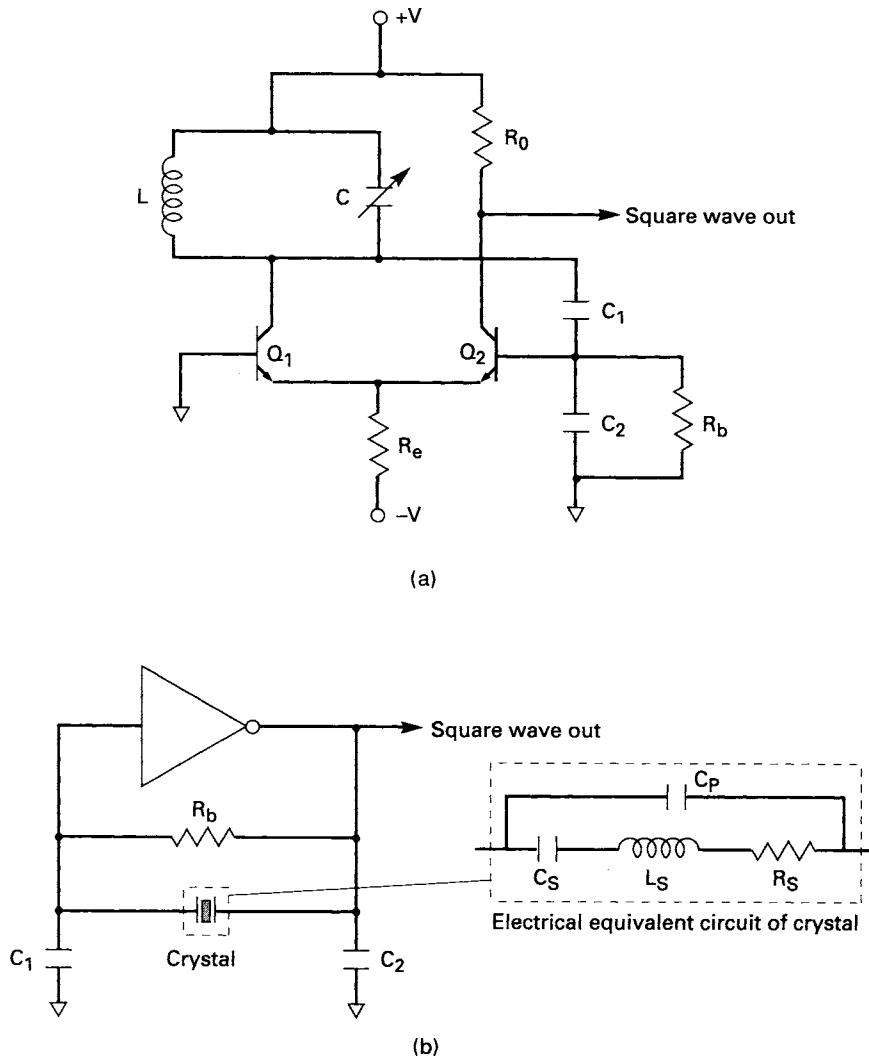 +V
R0
L
C
Square wave out
C1
Q1
Q2
C2
Rb
Re
–V
(a)
Square wave out
Rb
CP
CS
LS
RS
Electrical equivalent circuit of crystal
C1
Crystal
C2
(b)